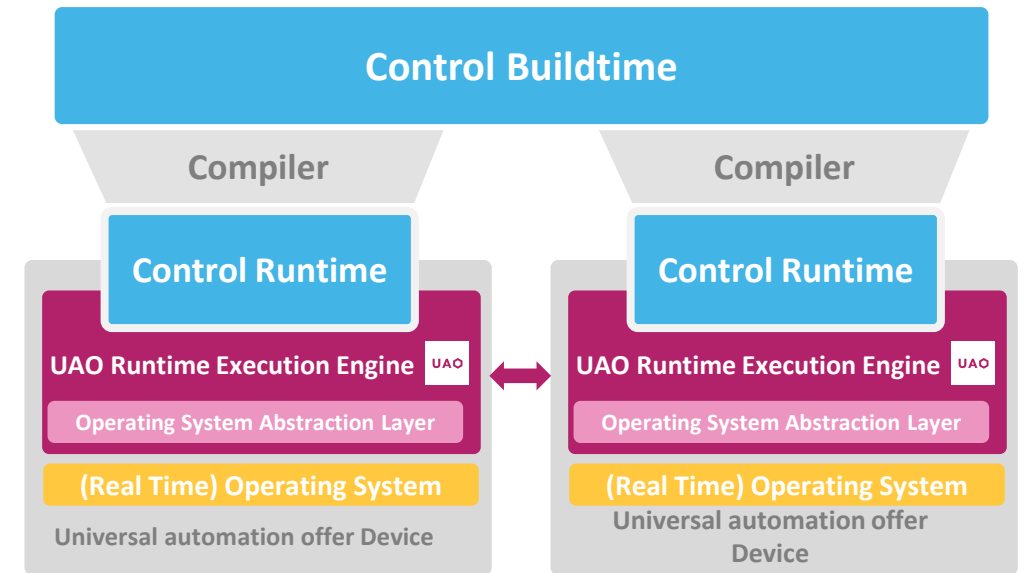 Control Buildtime
Compiler
Compiler
Control Runtime
Control Runtime
UAO Runtime Execution Engine
UAO
UAO Runtime Execution Engine
UAO
Operating System Abstraction Layer
Operating System Abstraction Layer
(Real Time) Operating System
(Real Time) Operating System
Universal automation offer Device
Universal automation offer
Device